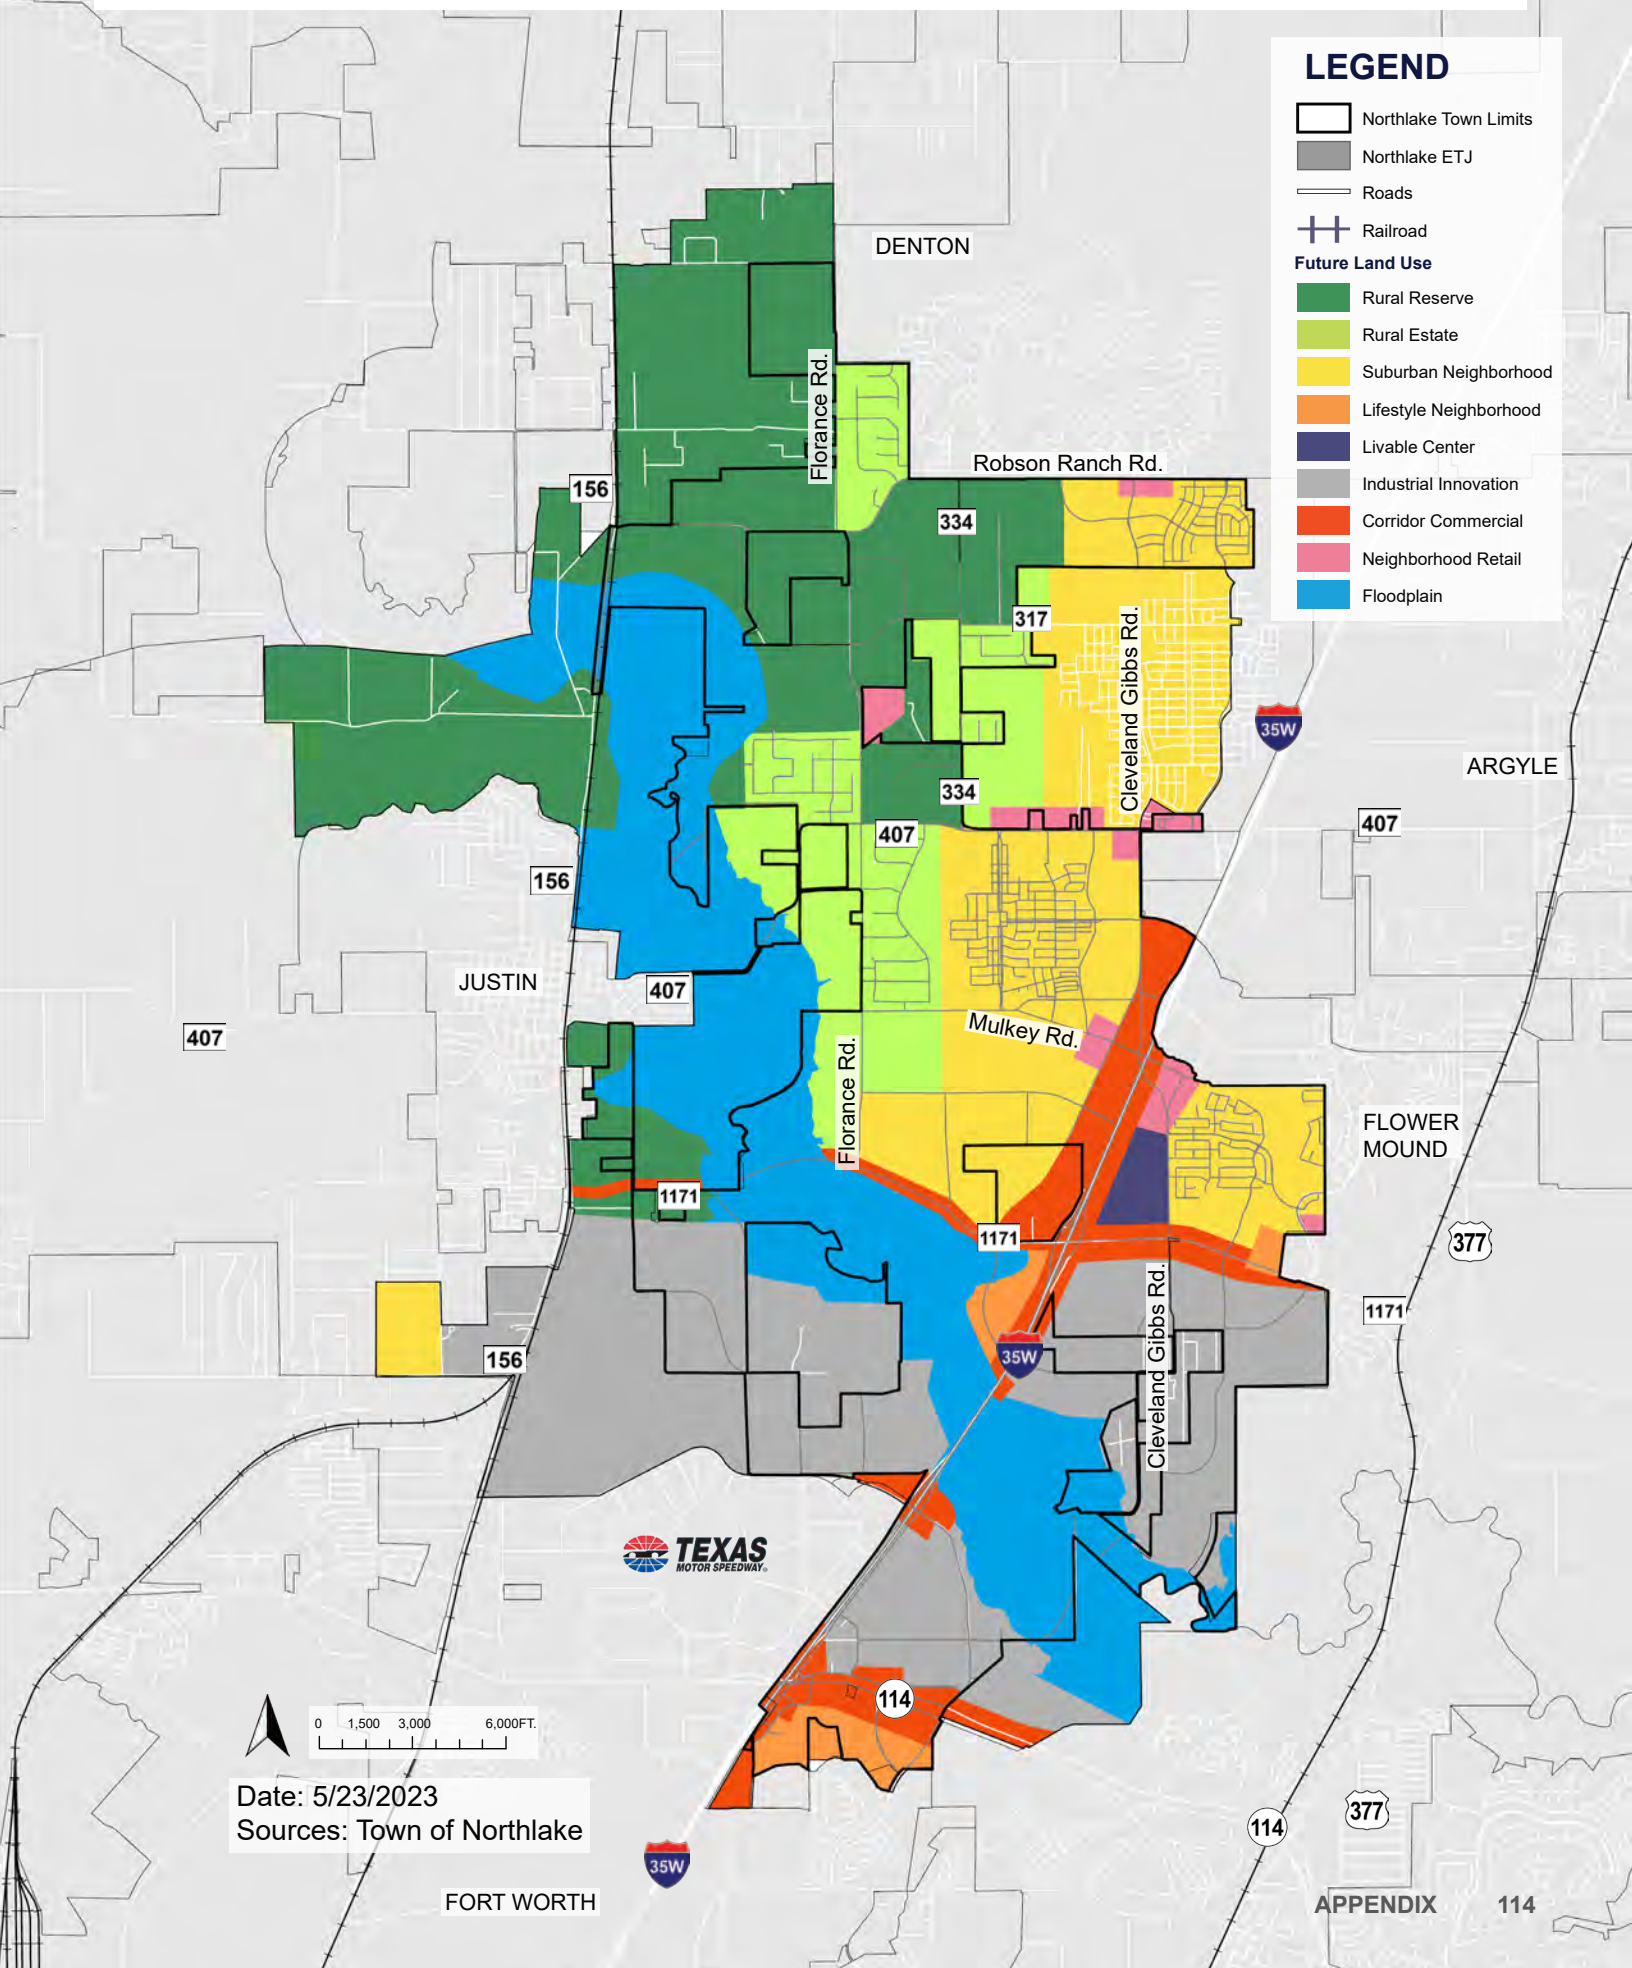 LEGEND
Northlake Town Limits
Northlake ETJ
Roads
Railroad
Future Land Use
Rural Reserve
Rural Estate
Suburban Neighborhood
Lifestyle Neighborhood
Livable Center
Industrial Innovation
Corridor Commercial
Neighborhood Retail
Floodplain
DENTON
Florance Rd.
Robson Ranch Rd.
156
334
317
Cleveland Gibbs Rd.
35W
ARGYLE
334
407
407
156
JUSTIN
407
407
Mulkey Rd.
Florance Rd.
FLOWER
MOUND
1171
1171
377
Cleveland Gibbs Rd.
1171
156
35W
TEXAS
MOTOR SPEEDWAY
114
0 1,500 3,000 6,000FT.
Date: 5/23/2023
Sources: Town of Northlake
377
114
35W
FORT WORTH
APPENDIX 114